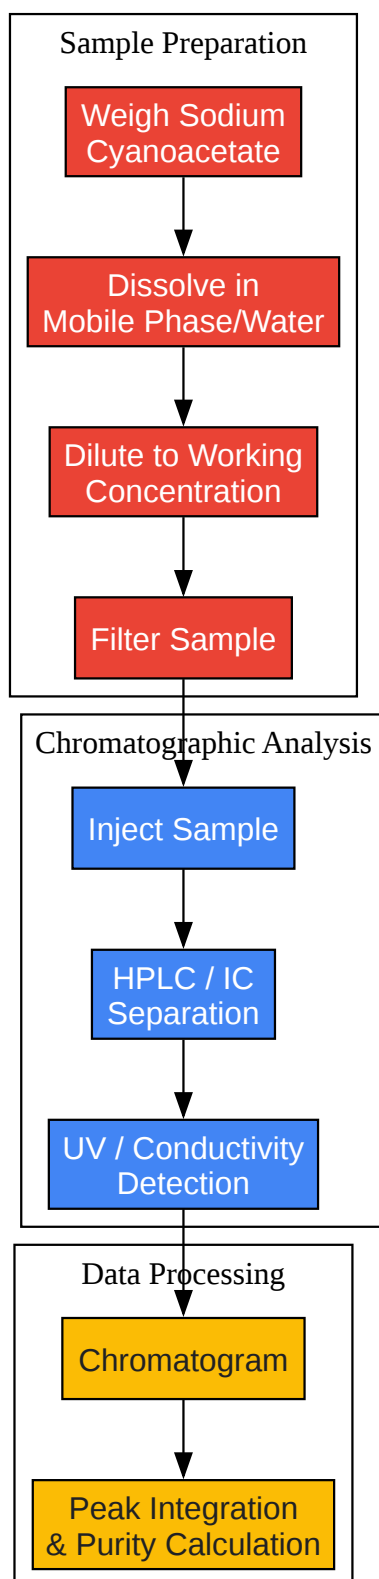 Sample Preparation
Weigh Sodium
Cyanoacetate
Dissolve in
Mobile Phase/Water
Dilute to Working
Concentration
Filter Sample
Chromatographic Analysis
Inject Sample
HPLC / IC
Separation
UV / Conductivity
Detection
Data Processing
Chromatogram
Peak Integration
& Purity Calculation